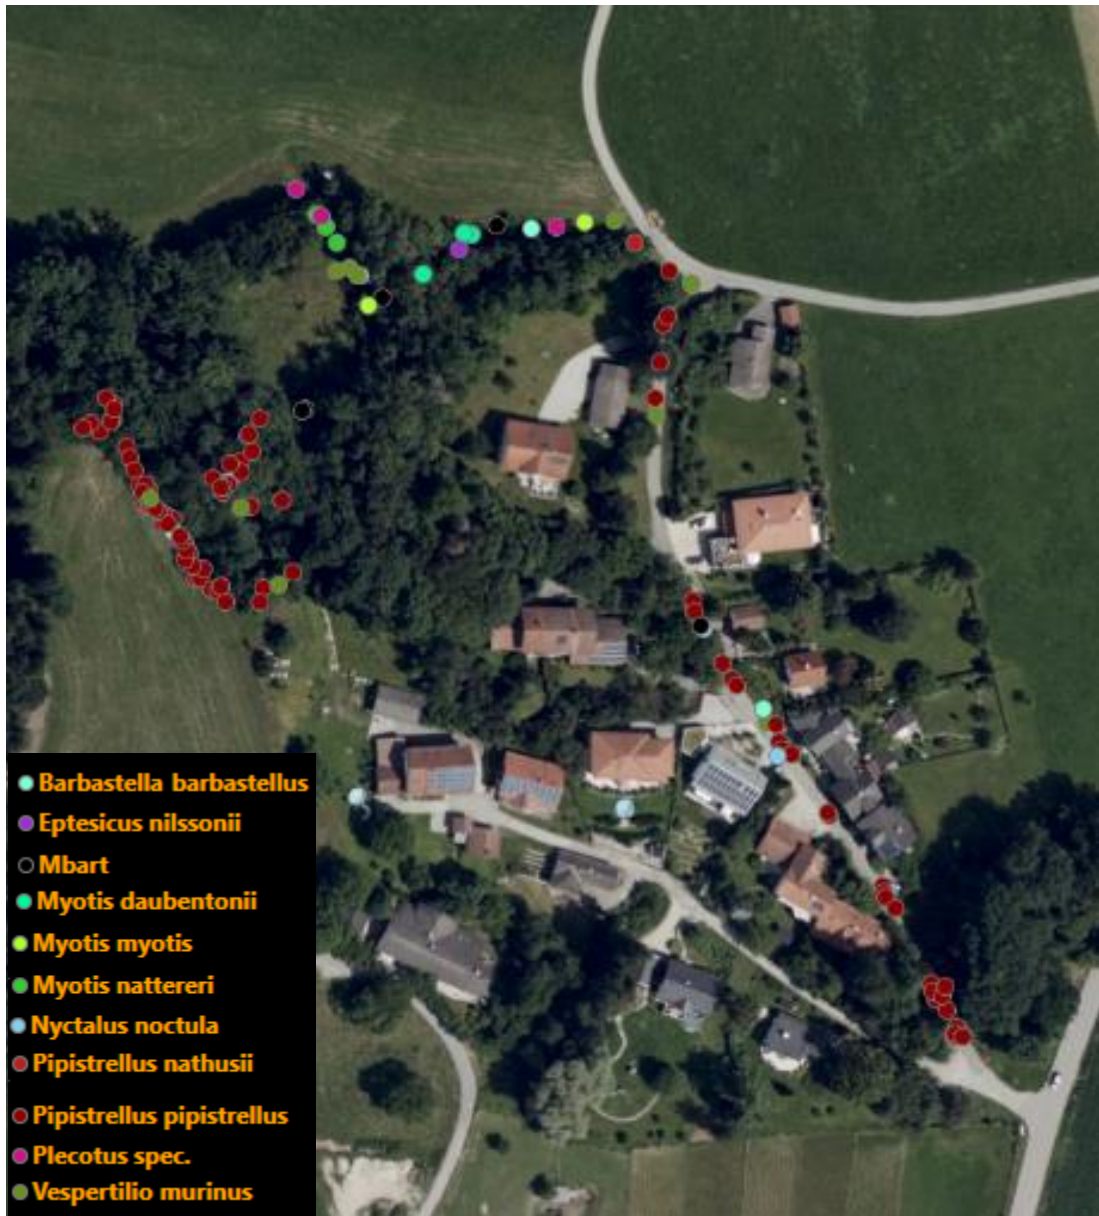 Barbastella barbastellus
Eptesicus nilssonii
Mbart
Myotis daubentonii
Myotis myotis
Myotis nattereri
Nyctalus noctula
Pipistrellus nathusii
Pipistrellus pipistrellus
Plecotus spec.
Vespertilio murinus